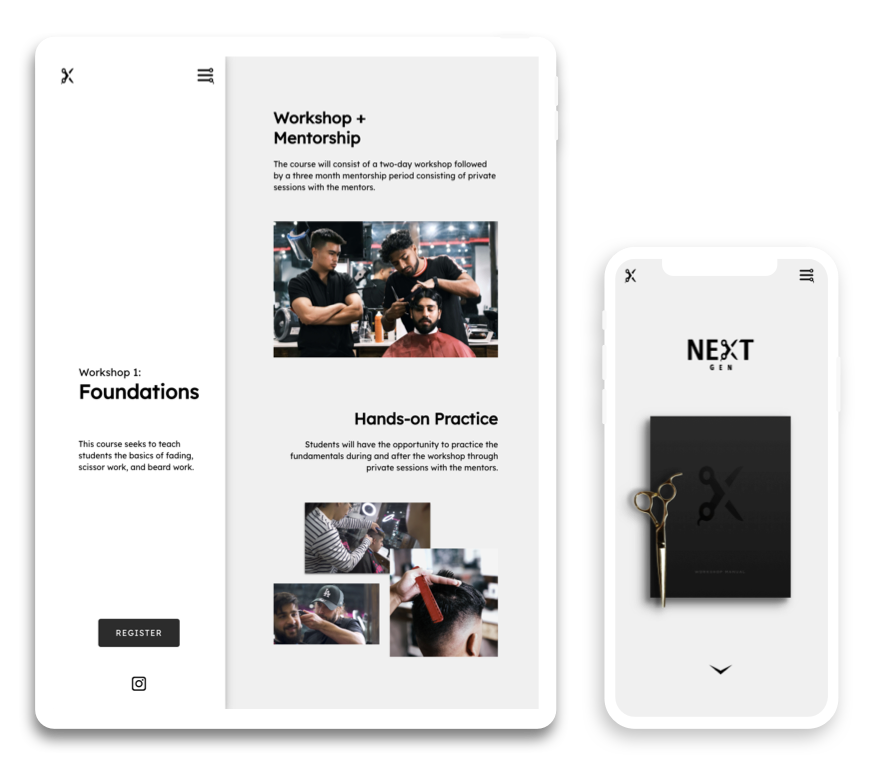 Workshop +
Mentorship
The course will consist of a two-day workshop followed
by a three month mentorship period consisting of private
sessions with the mentors.
Workshop 1:
Foundations
This course seeks to teach
students the basics of fading,
scissor work, and beard work.
REGISTER
Hands-on Practice
Students will have the opportunity to practice the
fundamentals during and after the workshop through
private sessions with the mentors.
NEXT
GEN
WORKSHOP MANUAL